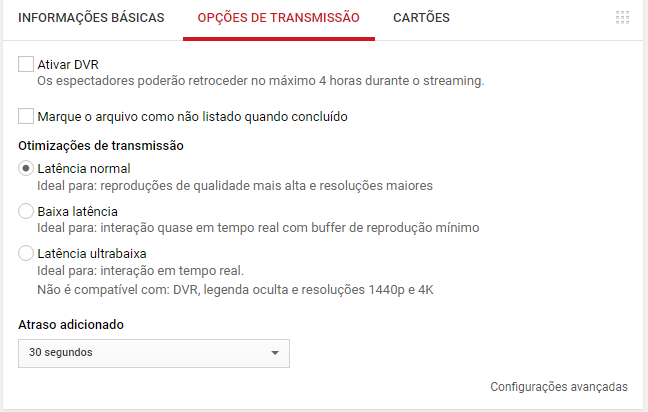 INFORMAÇÕES BÁSICAS OPÇÕES DE TRANSMISSÃO CARTÕES
Ativar DVR
Os espectadores poderão retroceder no máximo 4 horas durante o streaming.
Marque o arquivo como não listado quando concluído
Otimizações de transmissão
Latência normal
Ideal para: reproduções de qualidade mais alta e resoluções maiores
Baixa latência
Ideal para: interação quase em tempo real com buffer de reprodução mínimo
Latência ultrabaixa
Ideal para: interação em tempo real.
Não é compatível com: DVR, legenda oculta e resoluções 1440p e 4K
Atraso adicionado
30 segundos
Configurações avançadas